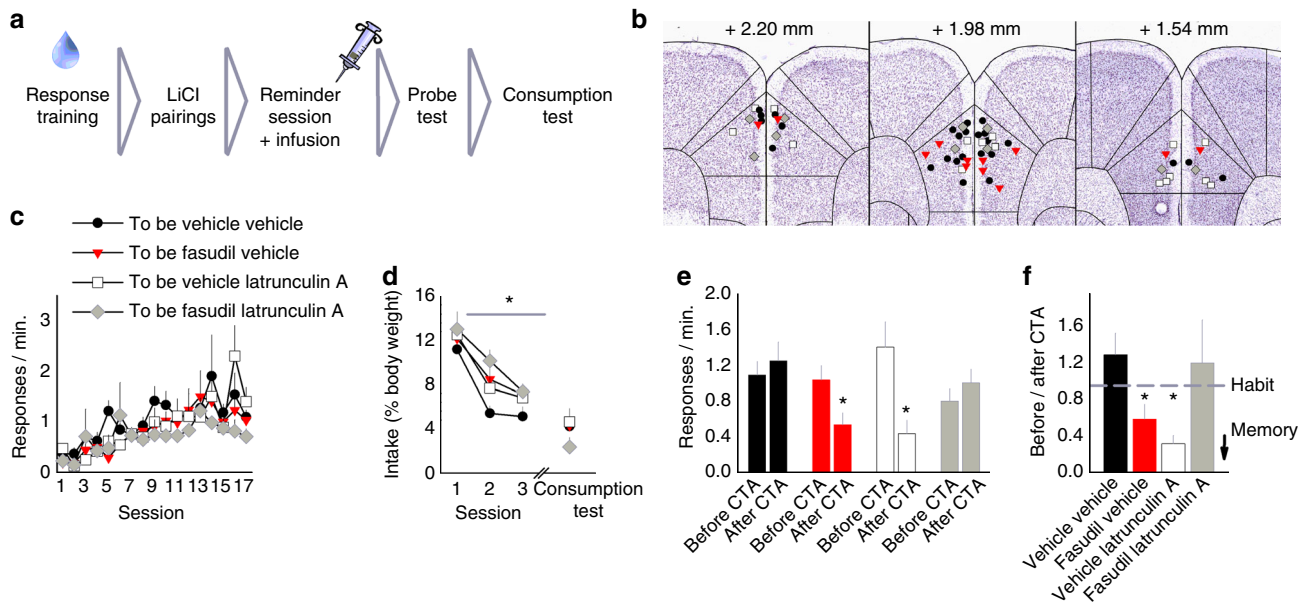 a
Response
training
LiCI
pairings
Reminder
session
+ infusion
Probe
test
Consumption
test
b
+ 2.20 mm
+ 1.98 mm
+ 1.54 mm
c
To be vehicle vehicle
To be fasudil vehicle
To be vehicle latrunculin A
To be fasudil latrunculin A
Responses / min.
3
2
1
0
1 3 5 7 9 11 13 15 17
Session
d
Intake (% body weight)
16
12
8
4
0
*
1 2 3
Session
Consumption
test
e
Responses / min.
2.0
1.6
1.2
0.8
0.4
0.0
*
*
Before CTA
After CTA
Before CTA
After CTA
Before CTA
After CTA
Before CTA
After CTA
f
Before / after CTA
2.0
1.6
1.2
0.8
0.4
0.0
* *
Habit
Memory
Vehicle vehicle
Fasudil vehicle
Vehicle latrunculin A
Fasudil latrunculin A